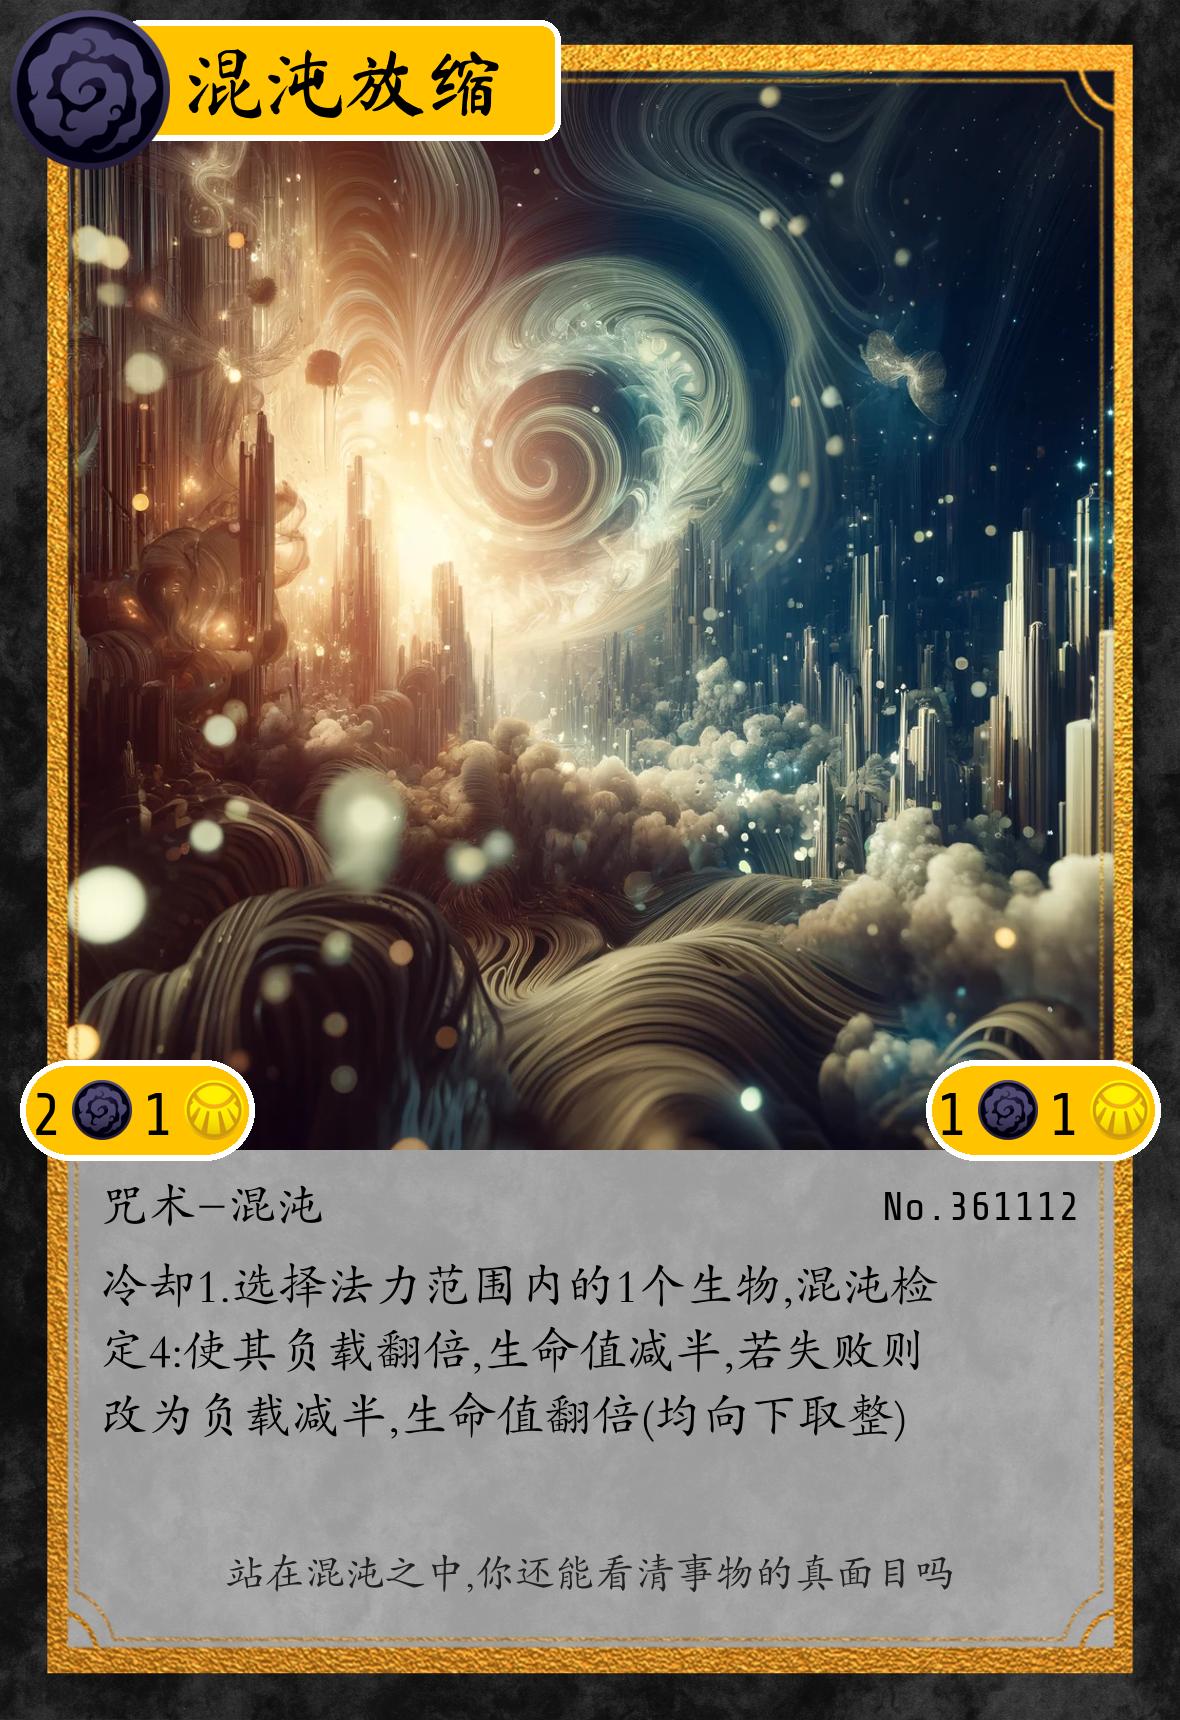 混沌放缩
2 1
1 1
咒术-混沌
No.361112
冷却1.选择法力范围内的1个生物,混沌检
定4:使其负载翻倍,生命值减半,若失败则
改为负载减半,生命值翻倍(均向下取整)
站在混沌之中,你还能看清事物的真面目吗